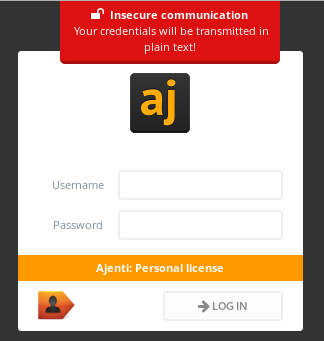 Insecure communication
Your credentials will be transmitted in
plain text!
aj
Username
Password
Ajenti: Personal license
LOG IN